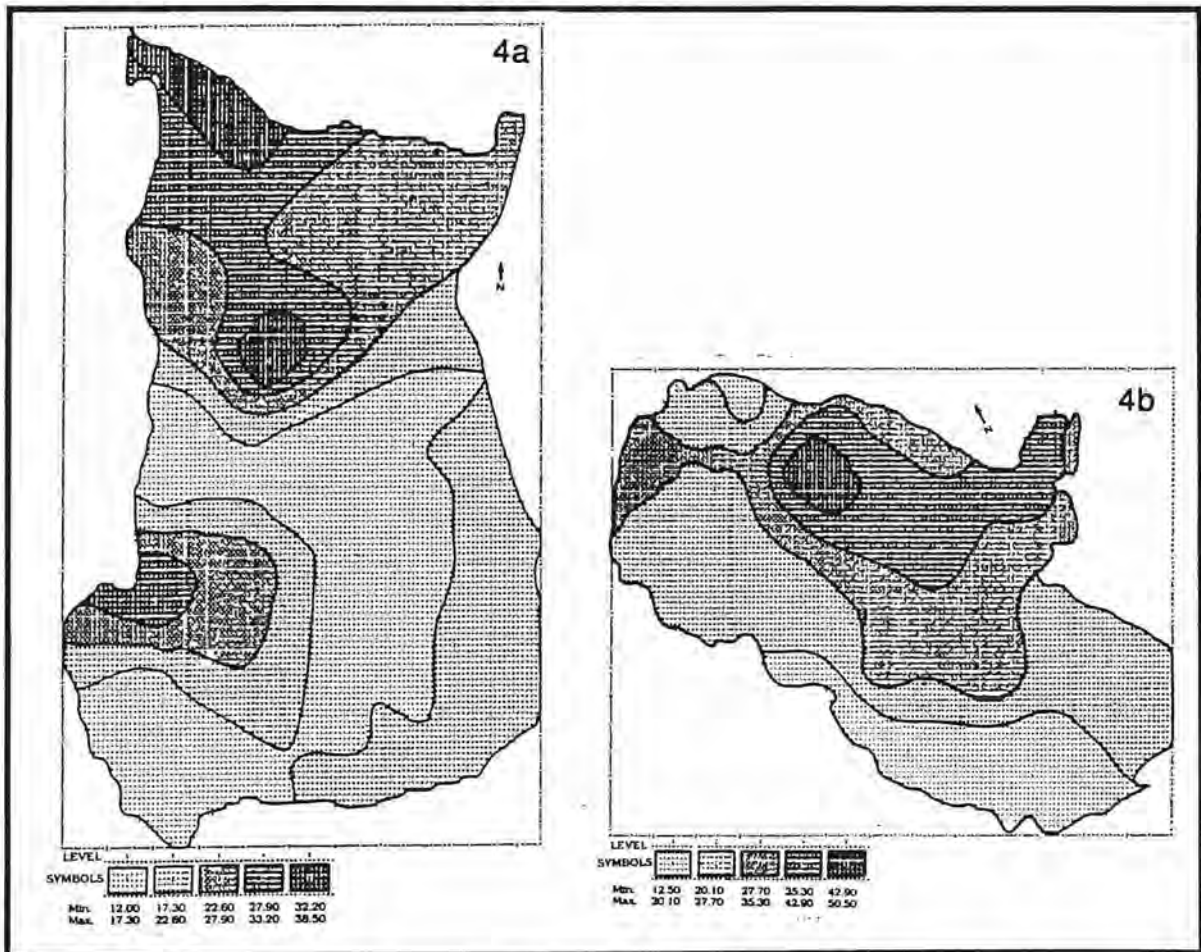 4a
N
4b
N
LEVEL
SYMBOLS
Min. 12.00 17.30 22.60 27.90 32.20
Max. 17.30 22.60 27.90 33.20 38.50
LEVEL
SYMBOLS
Min. 12.50 20.10 27.70 35.30 42.90
Max. 20.10 27.70 35.30 42.90 50.50